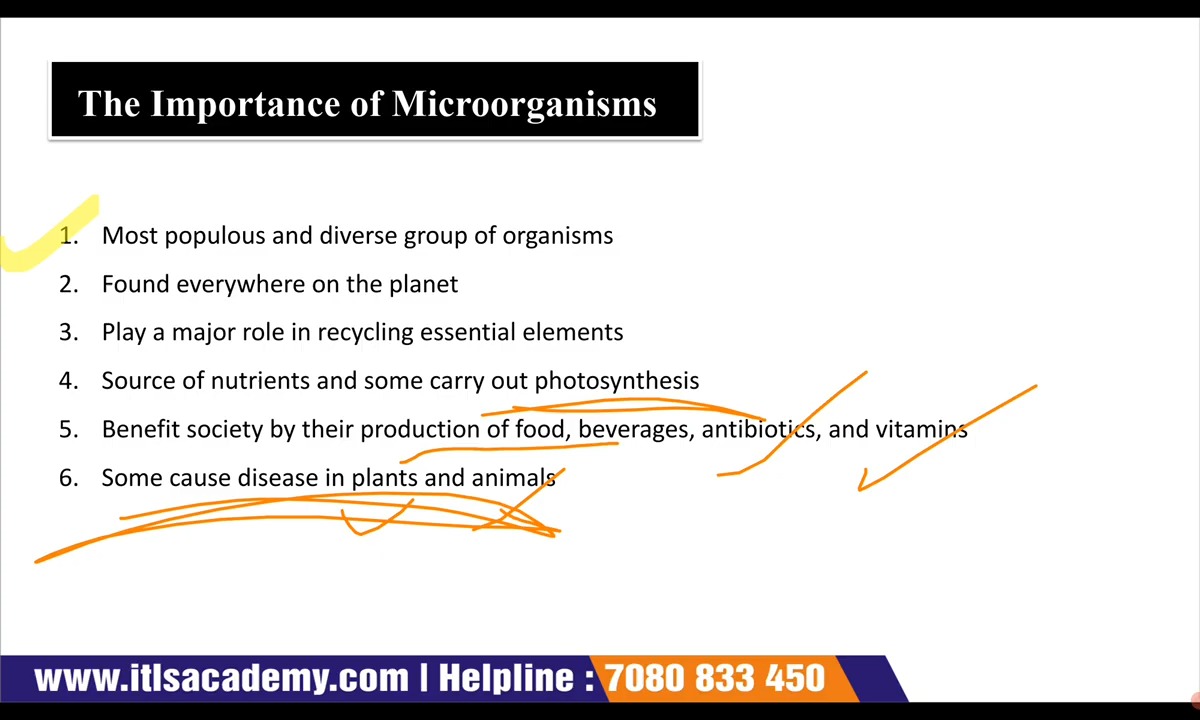 The Importance of Microorganisms
1. Most populous and diverse group of organisms
2. Found everywhere on the planet
3. Play a major role in recycling essential elements
4. Source of nutrients and some carry out photosynthesis
5. Benefit society by their production of food, beverages, antibiotics, and vitamins
6. Some cause disease in plants and animals
www.itlsacademy.com | Helpline : 7080 833 450